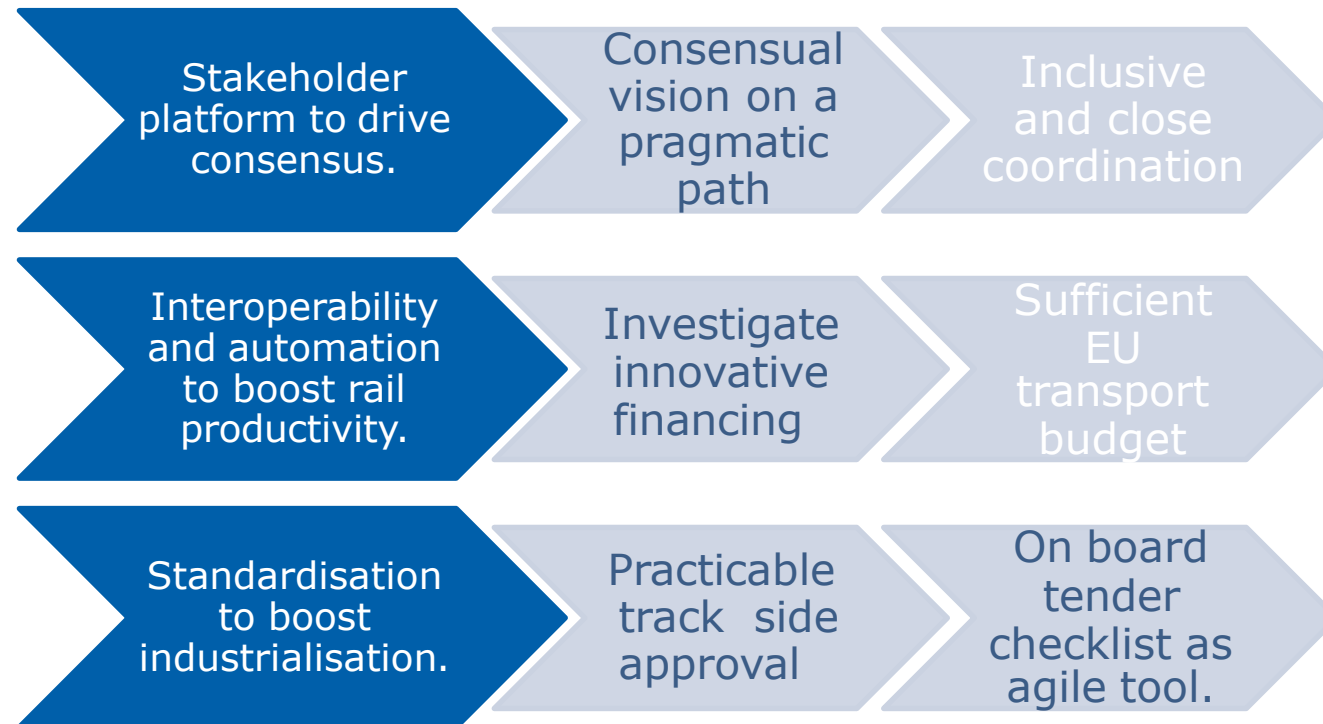 Stakeholder
platform to drive
consensus.
Consensual
vision on a
pragmatic
path
Inclusive
and close
coordination
Interoperability
and automation
to boost rail
productivity.
Investigate
innovative
financing
Sufficient
EU
transport
budget
Standardisation
to boost
industrialisation.
Practicable
track side
approval
On board
tender
checklist as
agile tool.